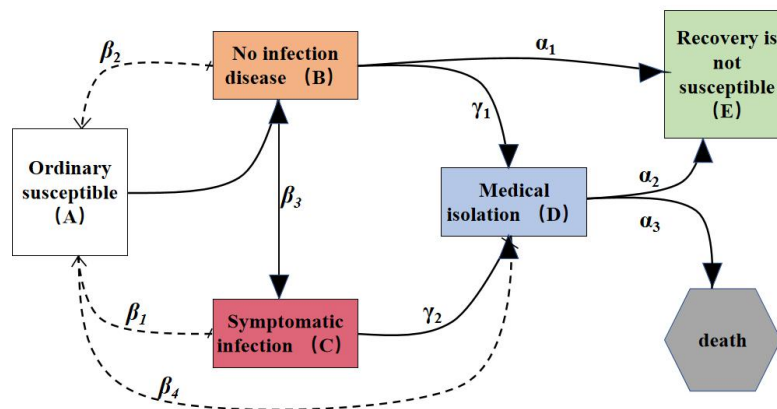 β2
No infection
disease （B）
α1
Recovery is
not
susceptible
（E）
γ1
Ordinary
susceptible
（A）
β3
Medical
isolation （D）
α2
α3
β1
Symptomatic
infection （C）
γ2
death
β4